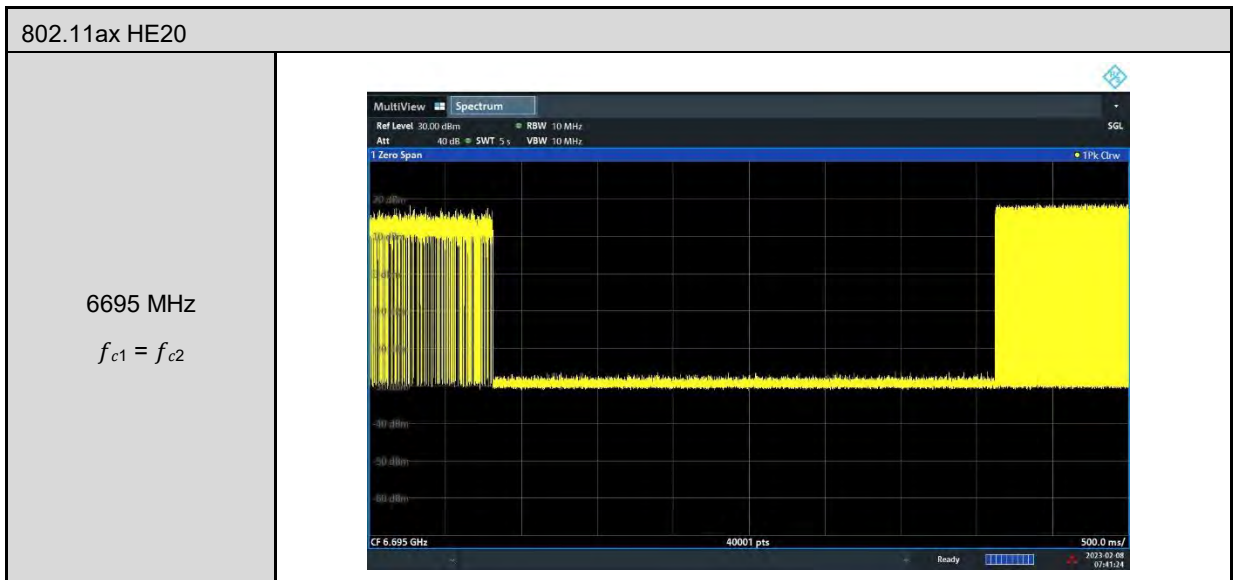 802.11ax HE20
6695 MHz
𝑓c1 = 𝑓c2
MultiView Spectrum
Ref Level 30.00 dBm RBW 10 MHz SGL
Att 40 dB SWT 5 s VBW 10 MHz
1 Zero Span 1Pk Clrw
20 dBm
-40 dBm
-50 dBm
-60 dBm
CF 6.695 GHz 40001 pts 500.0 ms/
Ready 2023-02-08
07:41:24